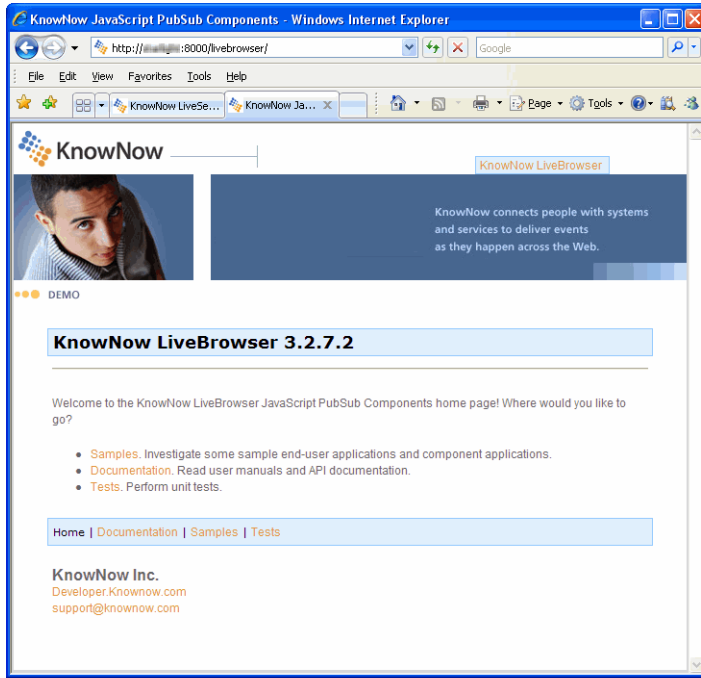 KnowNow JavaScript PubSub Components - Windows Internet Explorer
http:// :8000/livebrowser/
Google
File Edit View Favorites Tools Help
KnowNow LiveSe... KnowNow Ja... Page Tools
KnowNow
KnowNow LiveBrowser
KnowNow connects people with systems
and services to deliver events
as they happen across the Web.
DEMO
KnowNow LiveBrowser 3.2.7.2
Welcome to the KnowNow LiveBrowser JavaScript PubSub Components home page! Where would you like to
go?
Samples. Investigate some sample end-user applications and component applications.
Documentation. Read user manuals and API documentation.
Tests. Perform unit tests.
Home | Documentation | Samples | Tests
KnowNow Inc.
Developer.Knownow.com
support@knownow.com